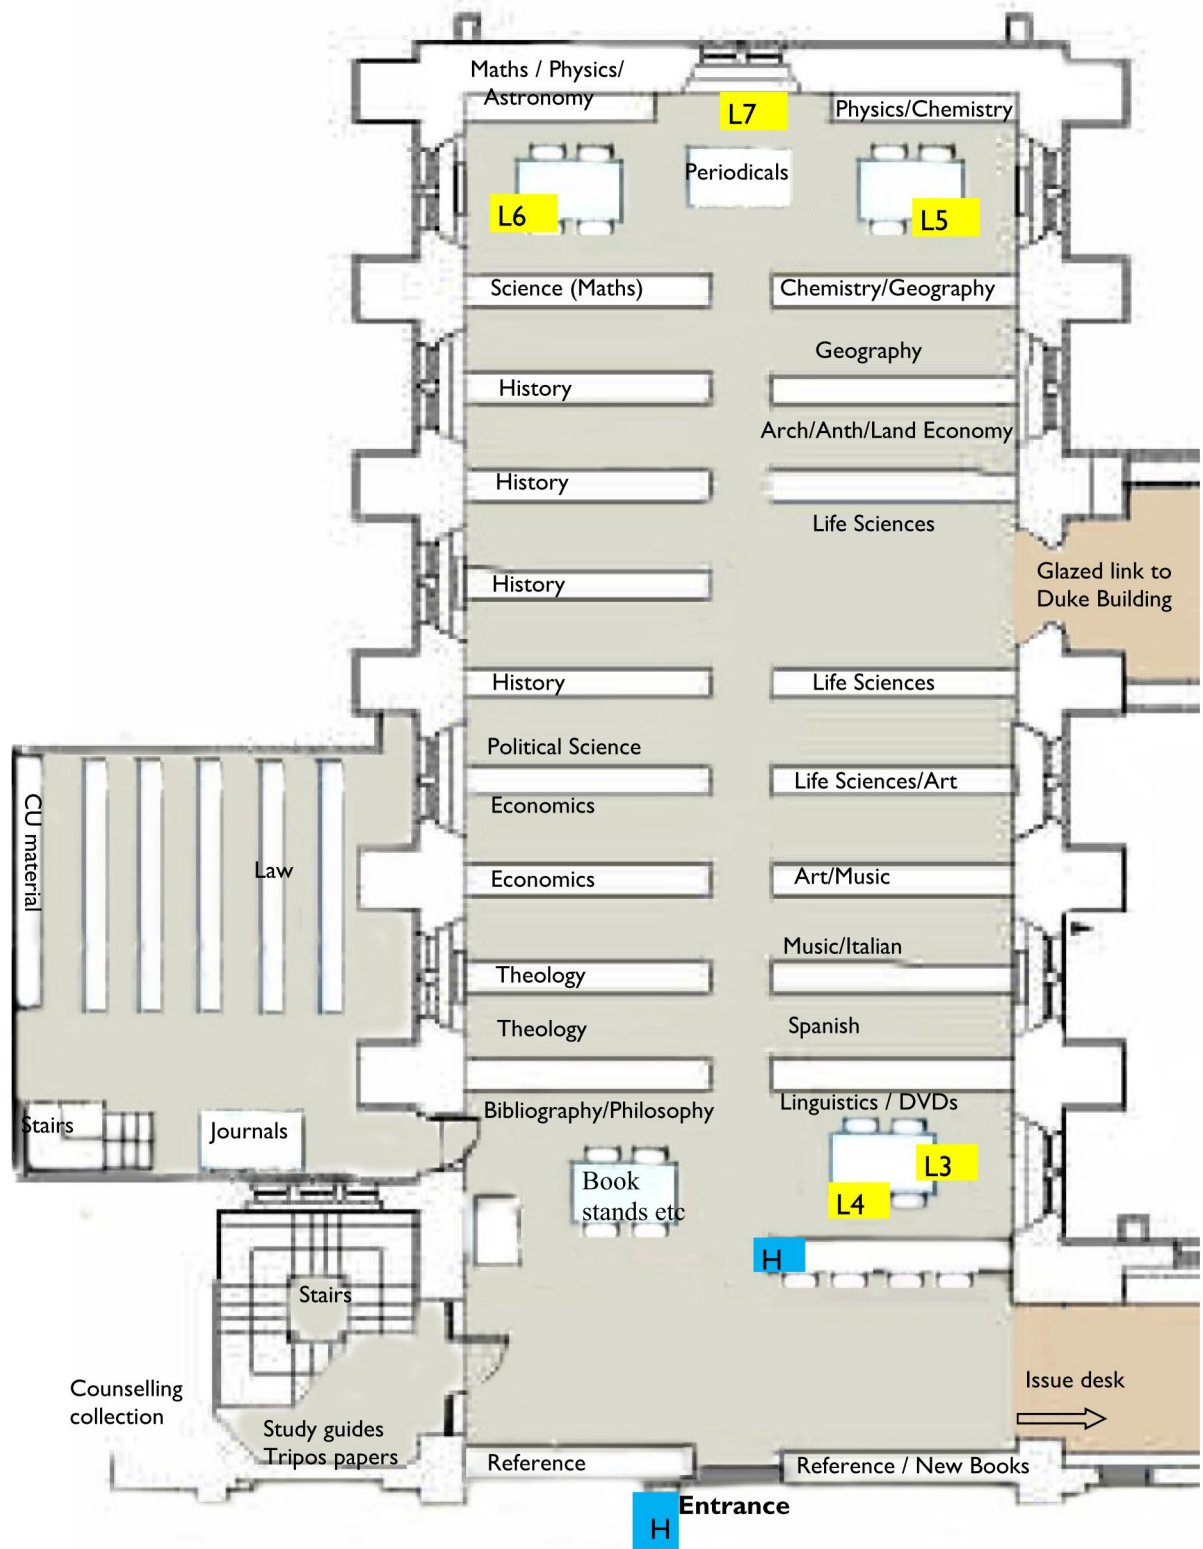 Maths / Physics/
Astronomy
L7
Physics/Chemistry
Periodicals
L6
L5
Science (Maths)
Chemistry/Geography
Geography
History
Arch/Anth/Land Economy
History
Life Sciences
History
Glazed link to
Duke Building
History
Life Sciences
Political Science
Life Sciences/Art
Economics
CU material
Law
Economics
Art/Music
Music/Italian
Theology
Theology
Spanish
Bibliography/Philosophy
Linguistics / DVDs
Stairs
Journals
L3
Book
stands etc
L4
H
Stairs
Issue desk
Counselling
collection
Study guides
Tripos papers
Reference
Reference / New Books
Entrance
H